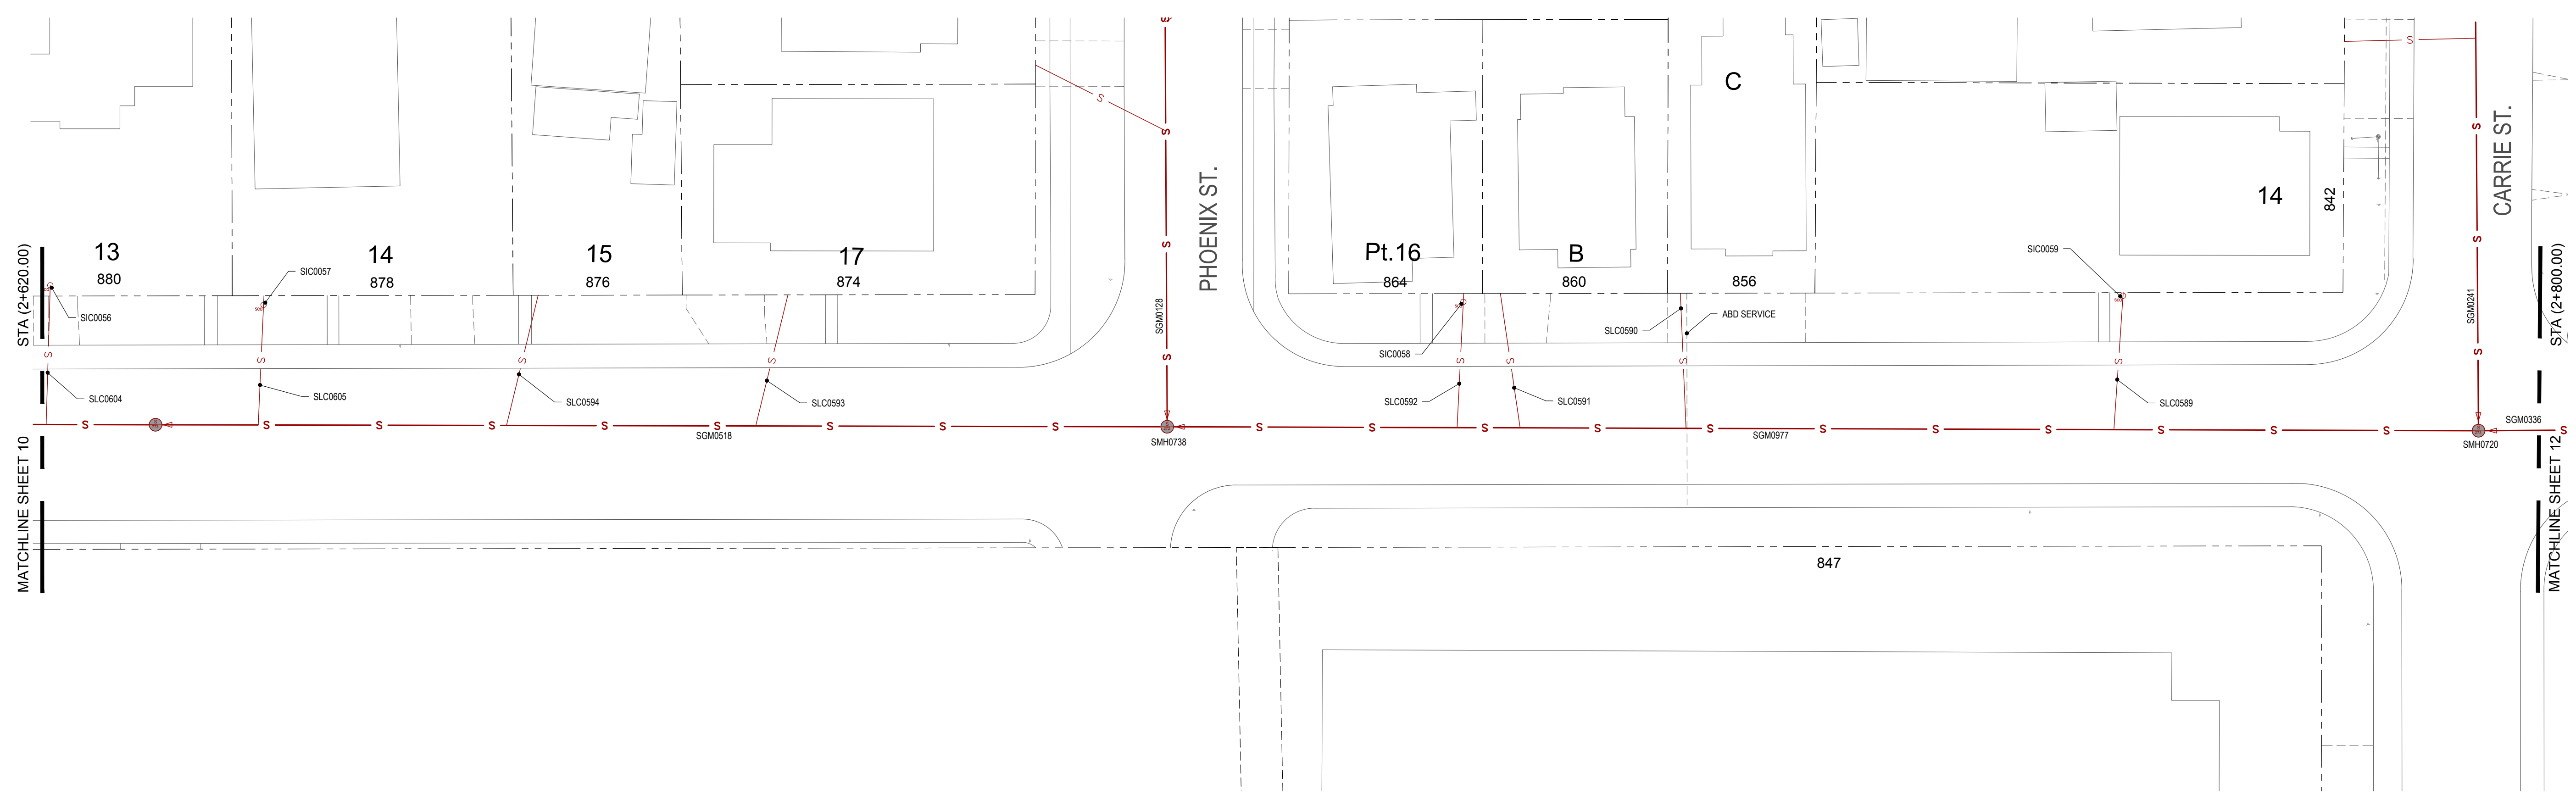 STA (2+620.00)
MATCHLINE SHEET 10
13
880
SIC0056
SLC0604
14
878
SIC0057
SLC0605
15
876
SLC0594
17
874
SLC0593
SGM0518
S
PHOENIX ST.
SGM0128
SMH0738
Pt.16
864
SIC0058
SLC0592
B
860
SLC0591
C
856
SLC0590
ABD SERVICE
SGM0977
14
842
SIC0059
SLC0589
CARRIE ST.
SGM0241
SGM0336
SMH0720
847
STA (2+800.00)
MATCHLINE SHEET 12